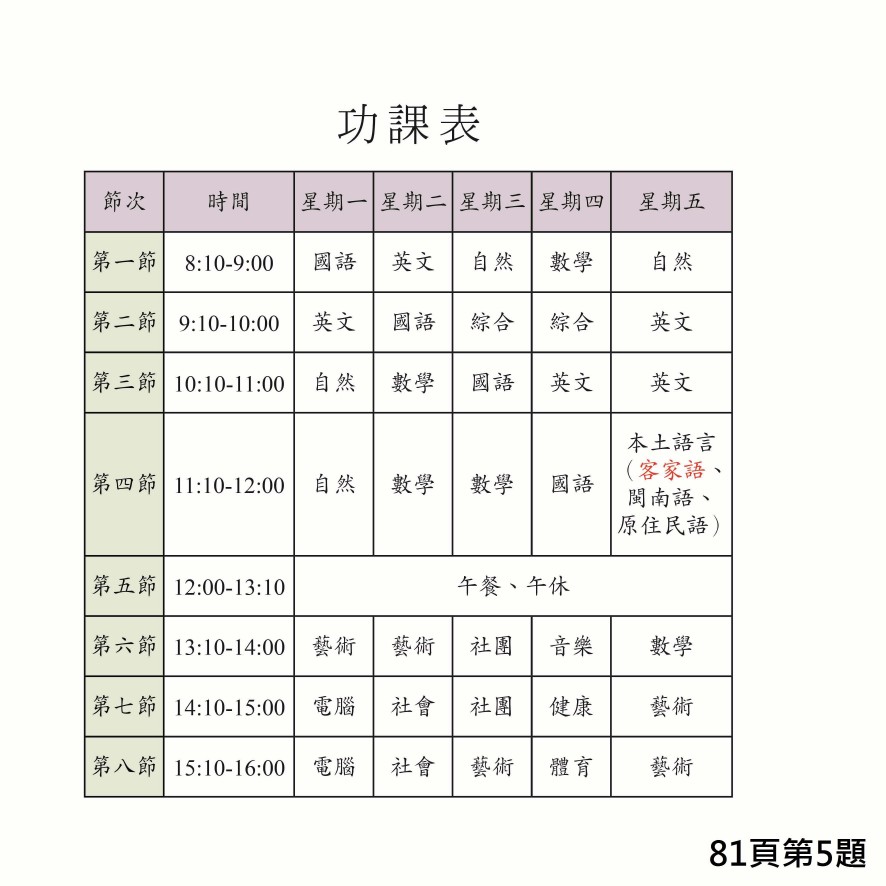 功課表
節次 時間 星期一 星期二 星期三 星期四 星期五
第一節 8:10-9:00 國語 英文 自然 數學 自然
第二節 9:10-10:00 英文 國語 綜合 綜合 英文
第三節 10:10-11:00 自然 數學 國語 英文 英文
第四節 11:10-12:00 自然 數學 數學 國語 本土語言
（客家語、
閩南語、
原住民語）
第五節 12:00-13:10 午餐、午休
第六節 13:10-14:00 藝術 藝術 社團 音樂 數學
第七節 14:10-15:00 電腦 社會 社團 健康 藝術
第八節 15:10-16:00 電腦 社會 藝術 體育 藝術
81頁第5題